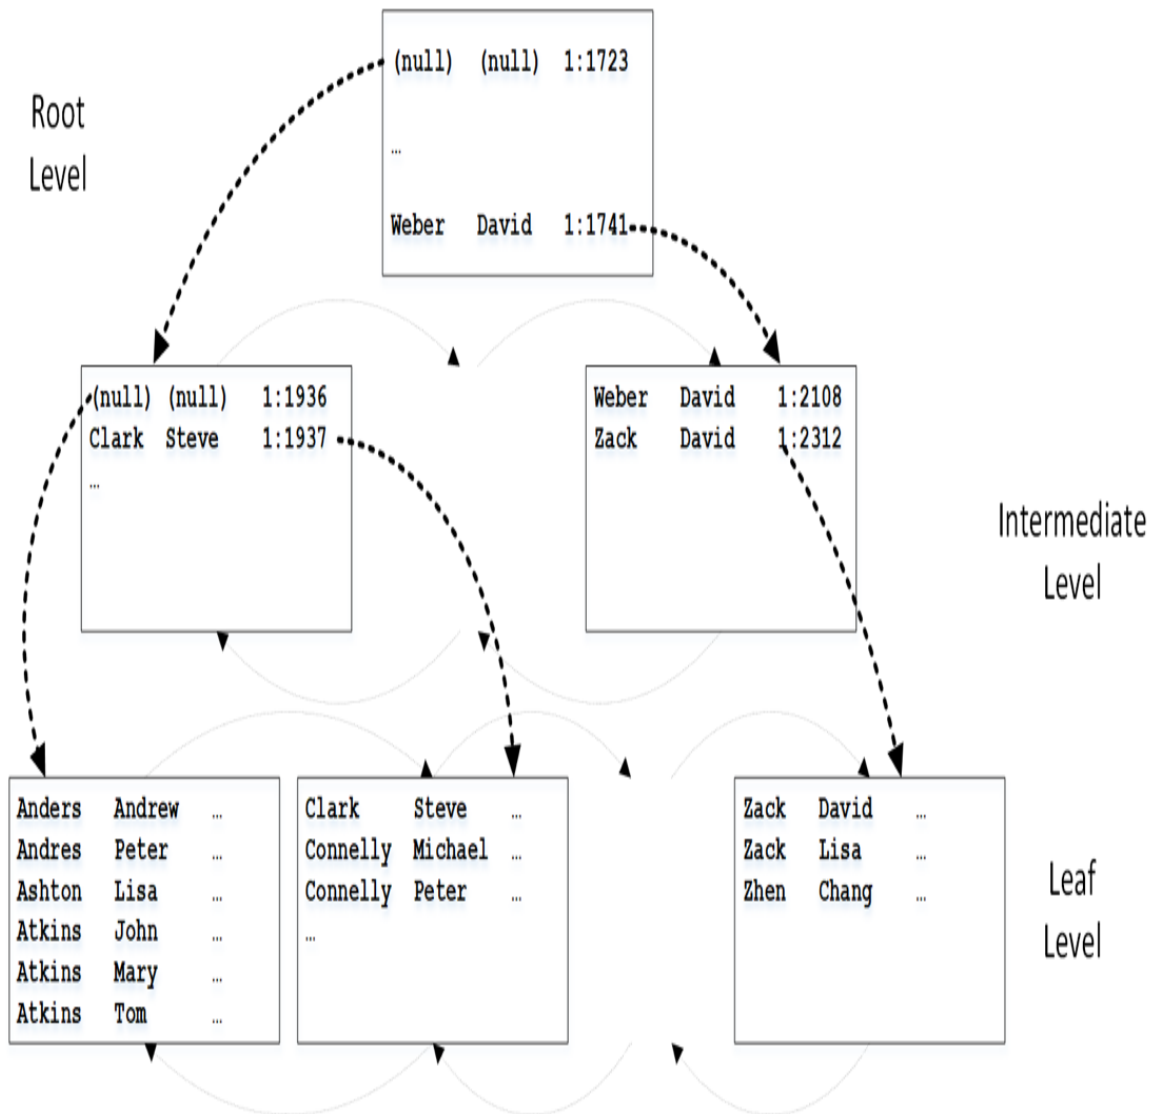 Root
Level
(null) (null) 1:1723
…
Weber David 1:1741
(null) (null) 1:1936
Clark Steve 1:1937
…
Weber David 1:2108
Zack David 1:2312
Intermediate
Level
Anders Andrew …
Andres Peter …
Ashton Lisa …
Atkins John …
Atkins Mary …
Atkins Tom …
Clark Steve …
Connelly Michael …
Connelly Peter …
…
Zack David …
Zack Lisa …
Zhen Chang …
Leaf
Level